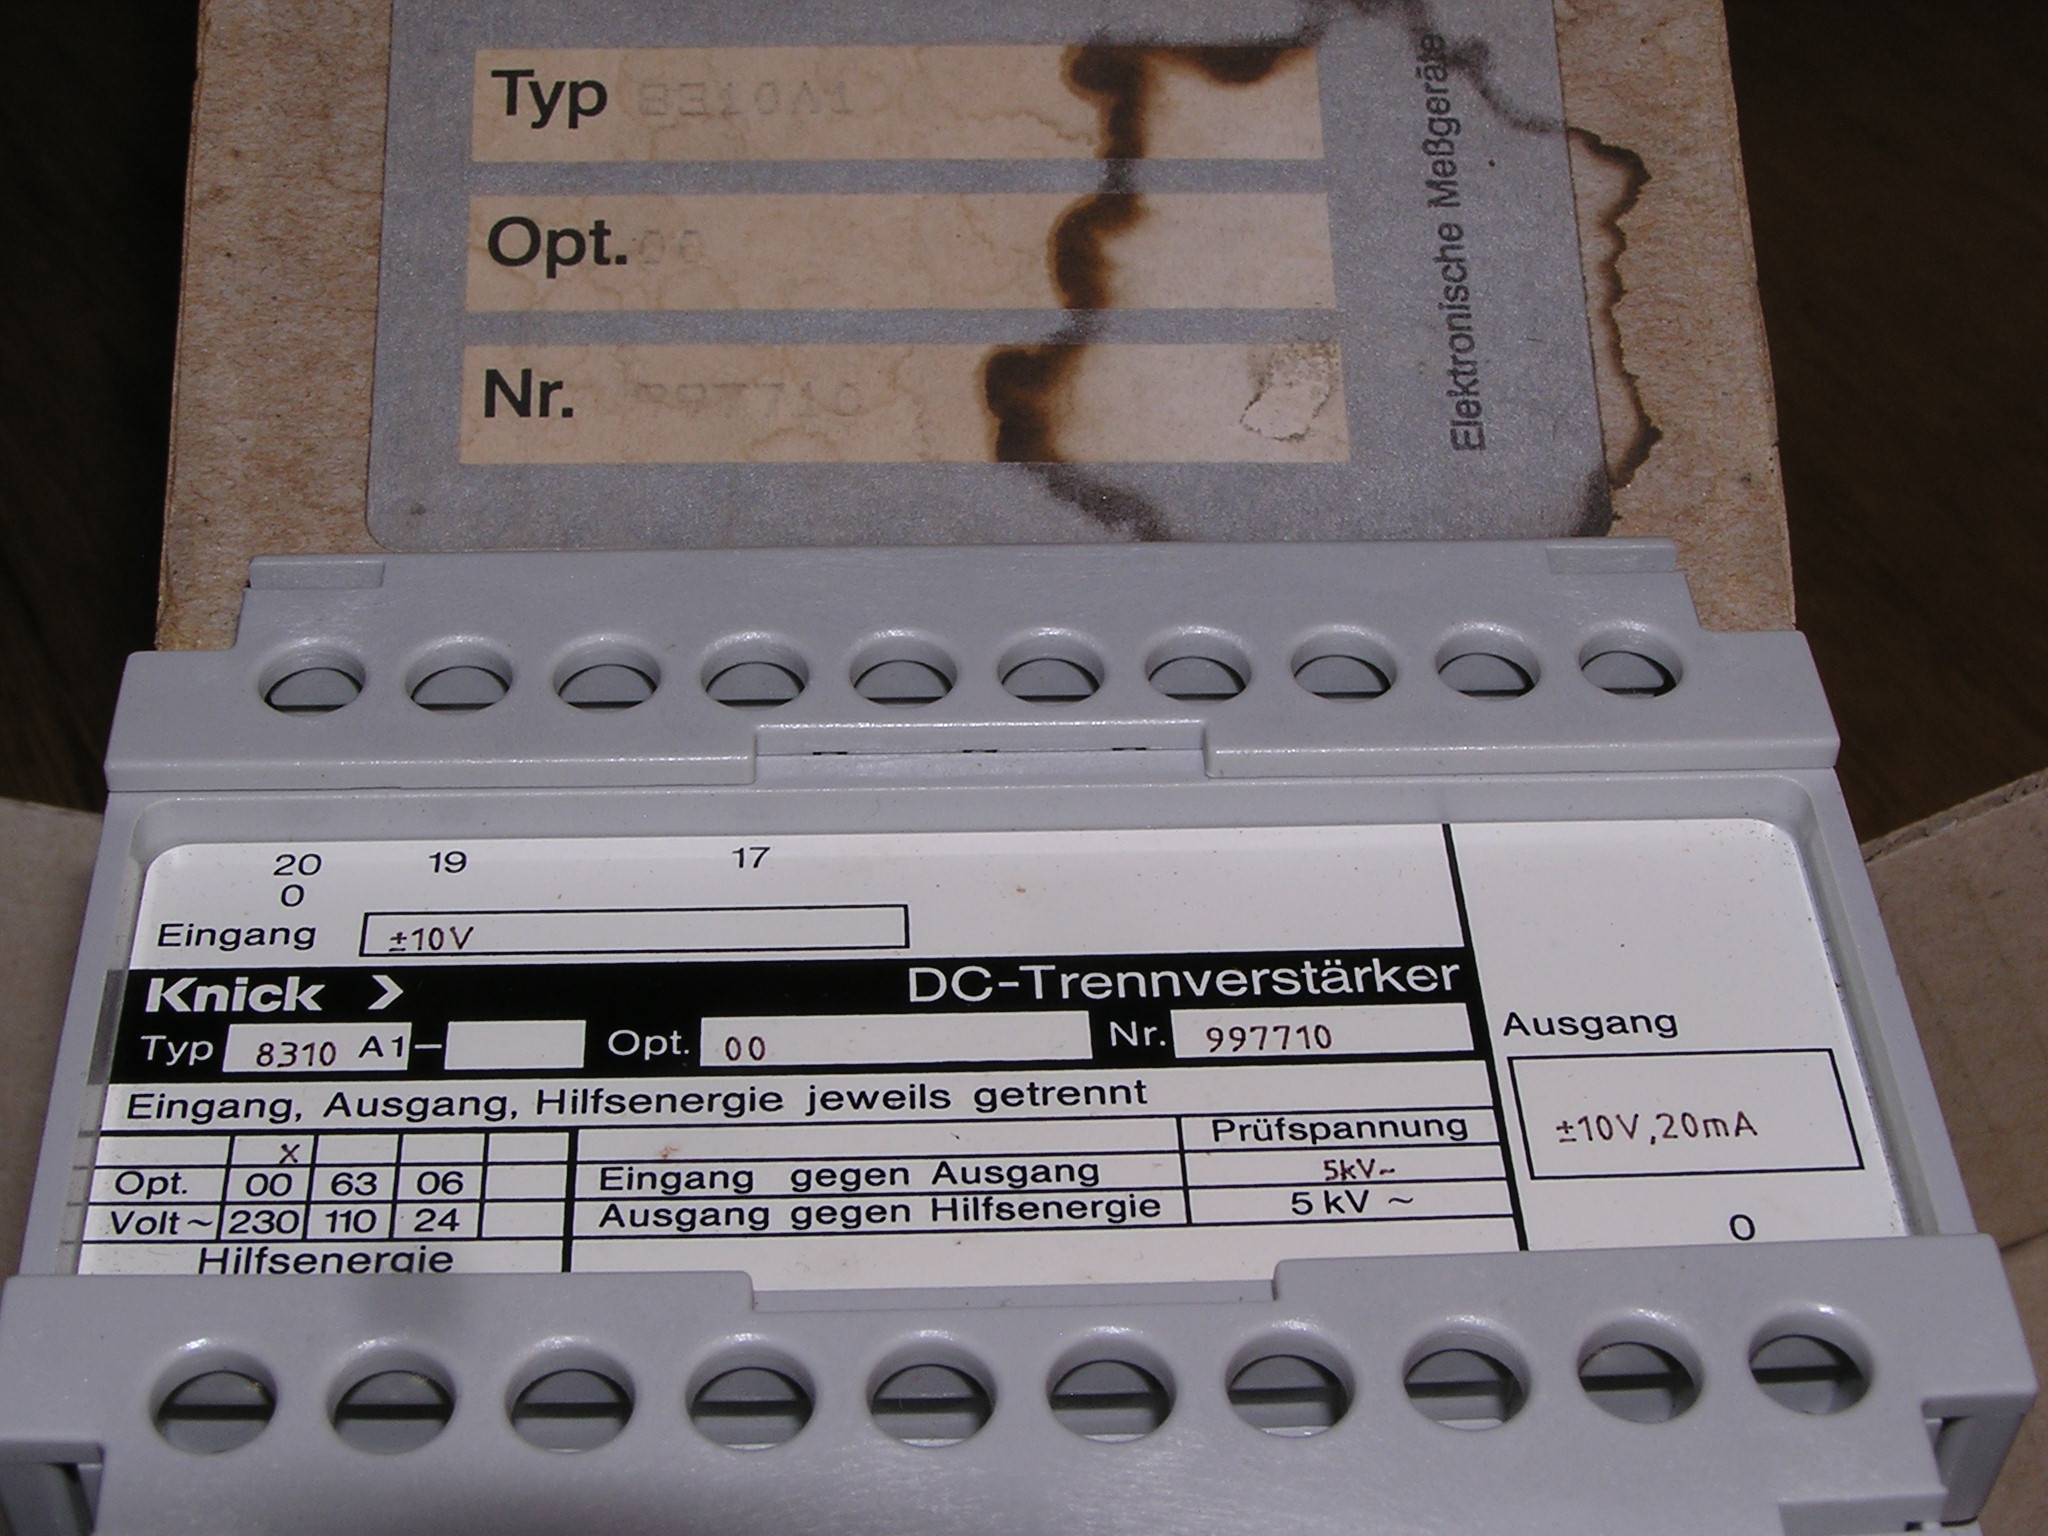 Typ 8310A1
Opt.
Nr. 997710
Elektronische Meßgeräte
20 19 17
0
Eingang ±10V
Knick > DC-Trennverstärker
Typ 8310 A1- Opt. 00 Nr. 997710
Ausgang
±10V,20mA
0
Eingang, Ausgang, Hilfsenergie jeweils getrennt
x
Opt. 00 63 06
Volt~ 230 110 24
Hilfsenergie
Prüfspannung
Eingang gegen Ausgang 5kV~
Ausgang gegen Hilfsenergie 5 kV ~